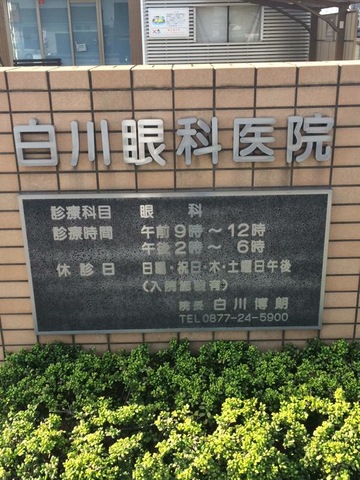 白川眼科医院
診療科目 眼科
診療時間 午前9時～12時
午後2時～6時
休診日 日曜・祝日・木・土曜日午後
(入院設備有)
院長 白川博朗
TEL 0877-24-5900